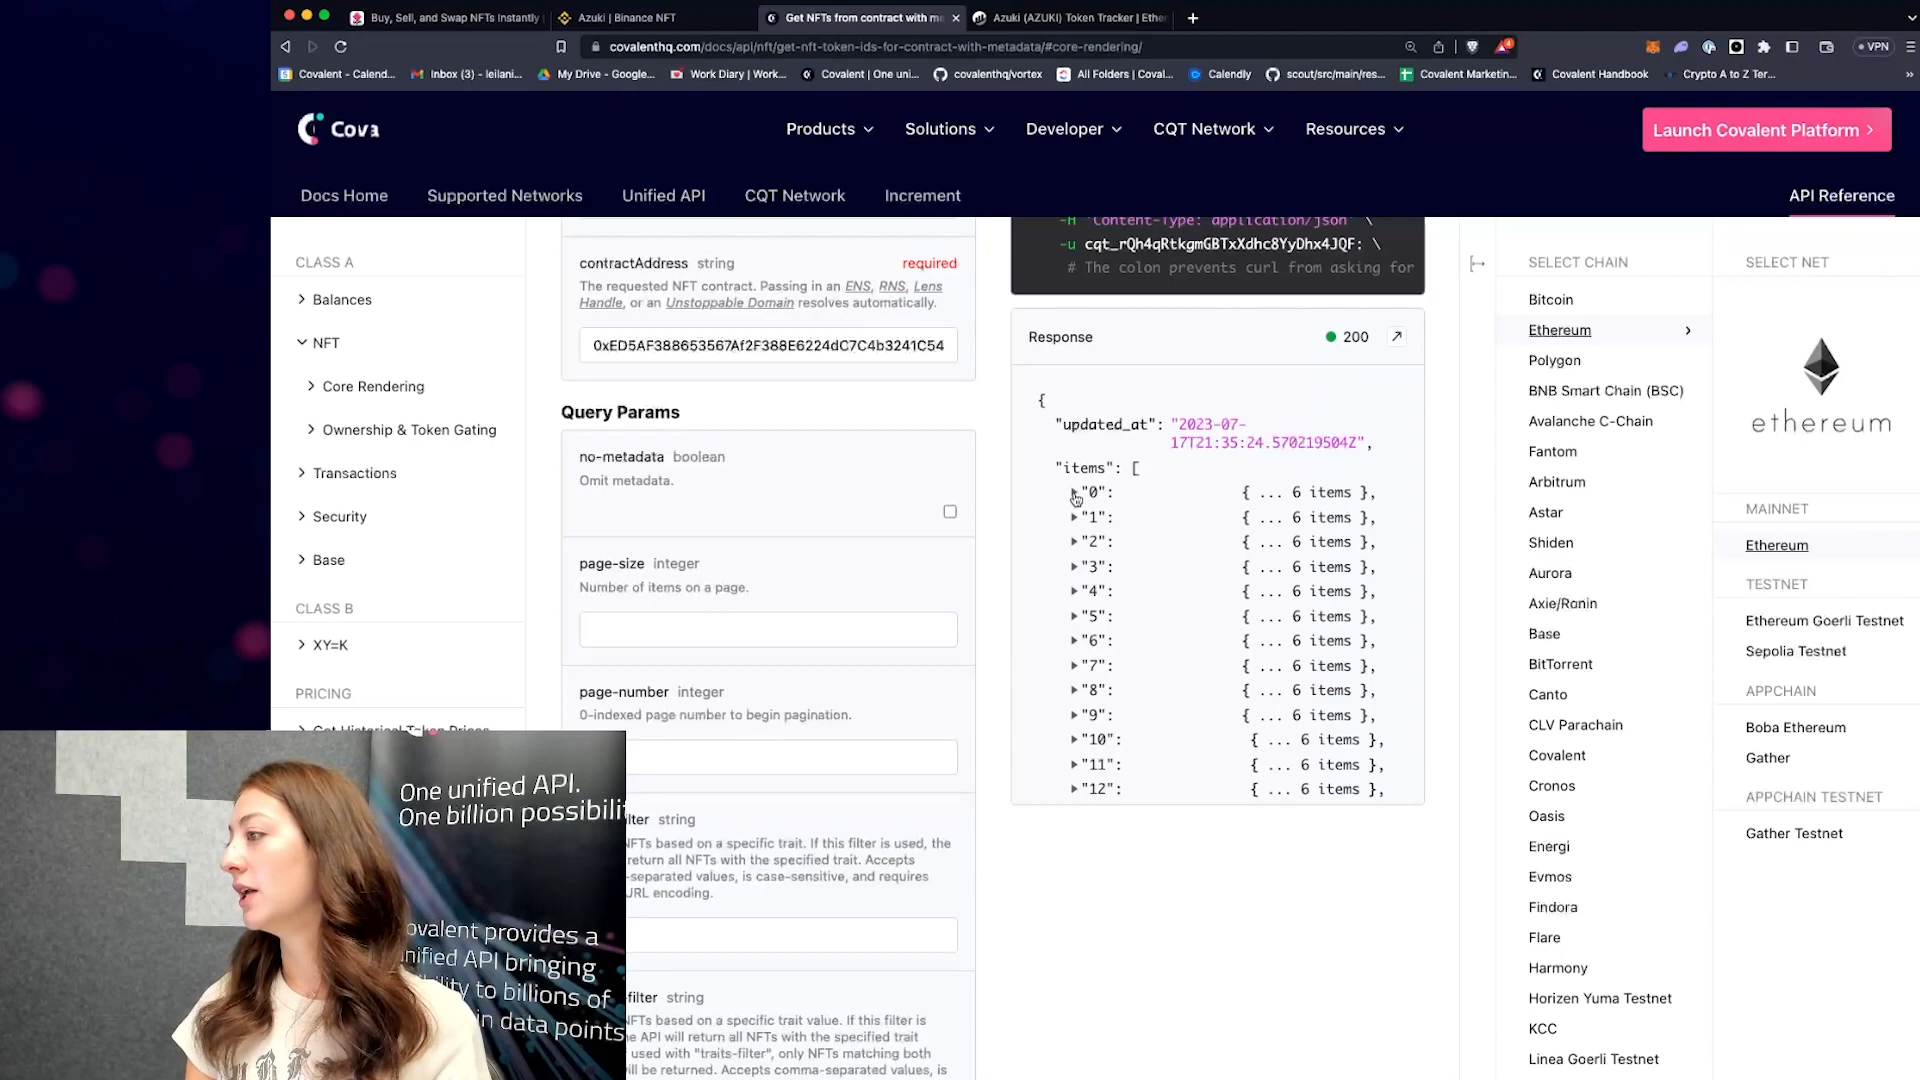 Buy, Sell, and Swap NFTs Instantly
Azuki | Binance NFT
Get NFTs from contract with me
Azuki (AZUKI) Token Tracker | Ether
covalenthq.com/docs/api/nft/get-nft-token-ids-for-contract-with-metadata/#core-rendering/
VPN
Covalent - Calend...
Inbox (3) - leilani...
My Drive - Google...
Work Diary | Work...
Covalent | One uni...
covalenthq/vortex
All Folders | Coval...
Calendly
scout/src/main/res...
Covalent Marketin...
Covalent Handbook
Crypto A to Z Ter...
Cova
Products
Solutions
Developer
CQT Network
Resources
Launch Covalent Platform
Docs Home
Supported Networks
Unified API
CQT Network
Increment
API Reference
CLASS A
Balances
NFT
Core Rendering
Ownership & Token Gating
Transactions
Security
Base
CLASS B
XY=K
PRICING
Get Historical Token Prices
contractAddress string required
The requested NFT contract. Passing in an ENS, RNS, Lens
Handle, or an Unstoppable Domain resolves automatically.
0xED5AF388653567Af2F388E6224dC7C4b3241C54
Query Params
no-metadata boolean
Omit metadata.
page-size integer
Number of items on a page.
page-number integer
0-indexed page number to begin pagination.
lter string
NFTs based on a specific trait. If this filter is used, the
return all NFTs with the specified trait. Accepts
-separated values, is case-sensitive, and requires
URL encoding.
filter string
NFTs based on a specific trait value. If this filter is
e API will return all NFTs with the specified trait
used with "traits-filter", only NFTs matching both
ill be returned. Accepts comma-separated values, is
-H 'Content-Type: application/json' \
-u cqt_rQh4qRtkgmGBTxXdhc8YyDhx4JQF: \
# The colon prevents curl from asking for
Response
200
{
"updated_at": "2023-07-
17T21:35:24.570219504Z",
"items": [
"0": { ... 6 items },
"1": { ... 6 items },
"2": { ... 6 items },
"3": { ... 6 items },
"4": { ... 6 items },
"5": { ... 6 items },
"6": { ... 6 items },
"7": { ... 6 items },
"8": { ... 6 items },
"9": { ... 6 items },
"10": { ... 6 items },
"11": { ... 6 items },
"12": { ... 6 items },
SELECT CHAIN
Bitcoin
Ethereum
Polygon
BNB Smart Chain (BSC)
Avalanche C-Chain
Fantom
Arbitrum
Astar
Shiden
Aurora
Axie/Ronin
Base
BitTorrent
Canto
CLV Parachain
Covalent
Cronos
Oasis
Energi
Evmos
Findora
Flare
Harmony
Horizen Yuma Testnet
KCC
Linea Goerli Testnet
SELECT NET
ethereum
MAINNET
Ethereum
TESTNET
Ethereum Goerli Testnet
Sepolia Testnet
APPCHAIN
Boba Ethereum
Gather
APPCHAIN TESTNET
Gather Testnet
One unified API.
One billion possibilit
ovalent provides a
nified API bringing
ility to billions of
in data points